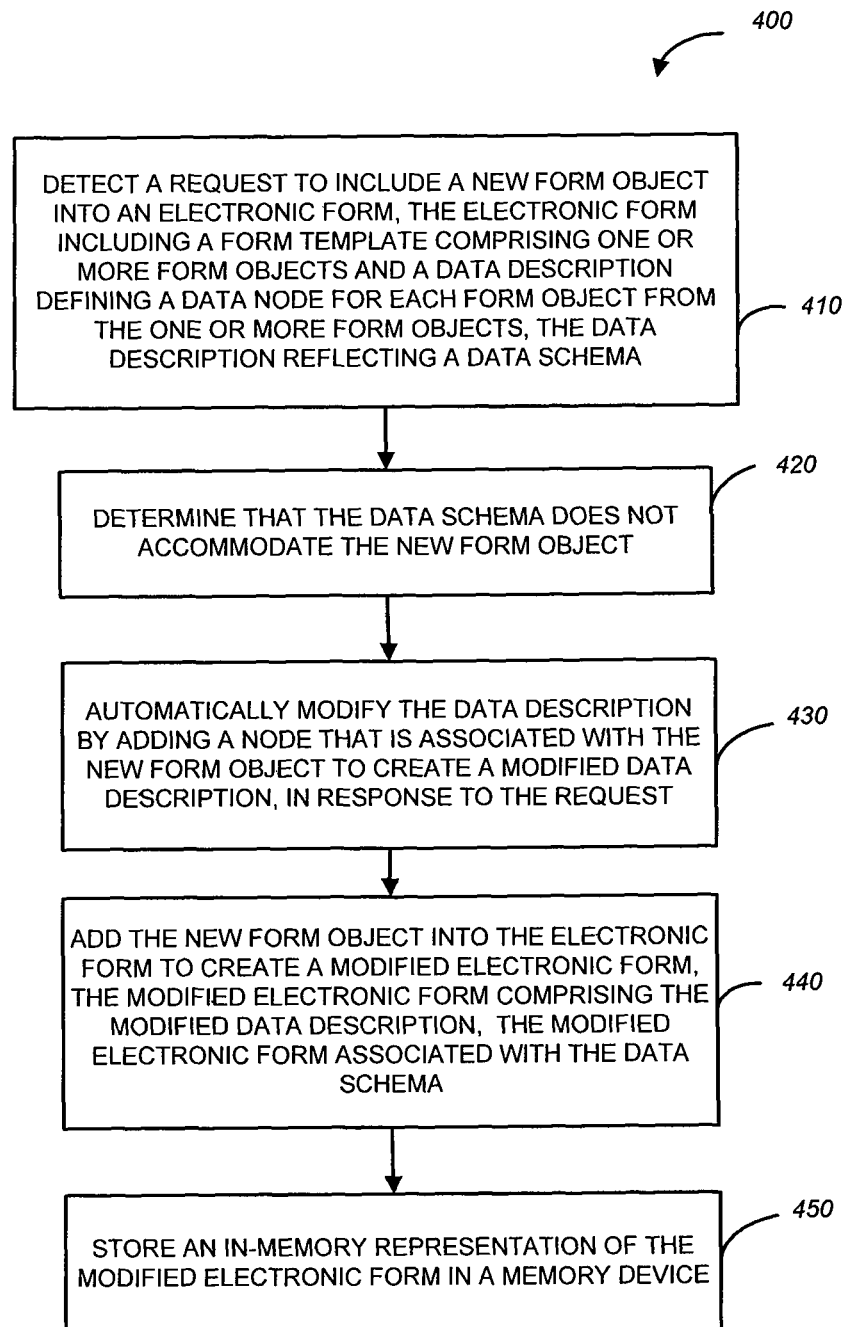 400
DETECT A REQUEST TO INCLUDE A NEW FORM OBJECT
INTO AN ELECTRONIC FORM, THE ELECTRONIC FORM
INCLUDING A FORM TEMPLATE COMPRISING ONE OR
MORE FORM OBJECTS AND A DATA DESCRIPTION
DEFINING A DATA NODE FOR EACH FORM OBJECT FROM
THE ONE OR MORE FORM OBJECTS, THE DATA
DESCRIPTION REFLECTING A DATA SCHEMA
410
420
DETERMINE THAT THE DATA SCHEMA DOES NOT
ACCOMMODATE THE NEW FORM OBJECT
AUTOMATICALLY MODIFY THE DATA DESCRIPTION
BY ADDING A NODE THAT IS ASSOCIATED WITH THE
NEW FORM OBJECT TO CREATE A MODIFIED DATA
DESCRIPTION, IN RESPONSE TO THE REQUEST
430
ADD THE NEW FORM OBJECT INTO THE ELECTRONIC
FORM TO CREATE A MODIFIED ELECTRONIC FORM,
THE MODIFIED ELECTRONIC FORM COMPRISING THE
MODIFIED DATA DESCRIPTION, THE MODIFIED
ELECTRONIC FORM ASSOCIATED WITH THE DATA
SCHEMA
440
450
STORE AN IN-MEMORY REPRESENTATION OF THE
MODIFIED ELECTRONIC FORM IN A MEMORY DEVICE